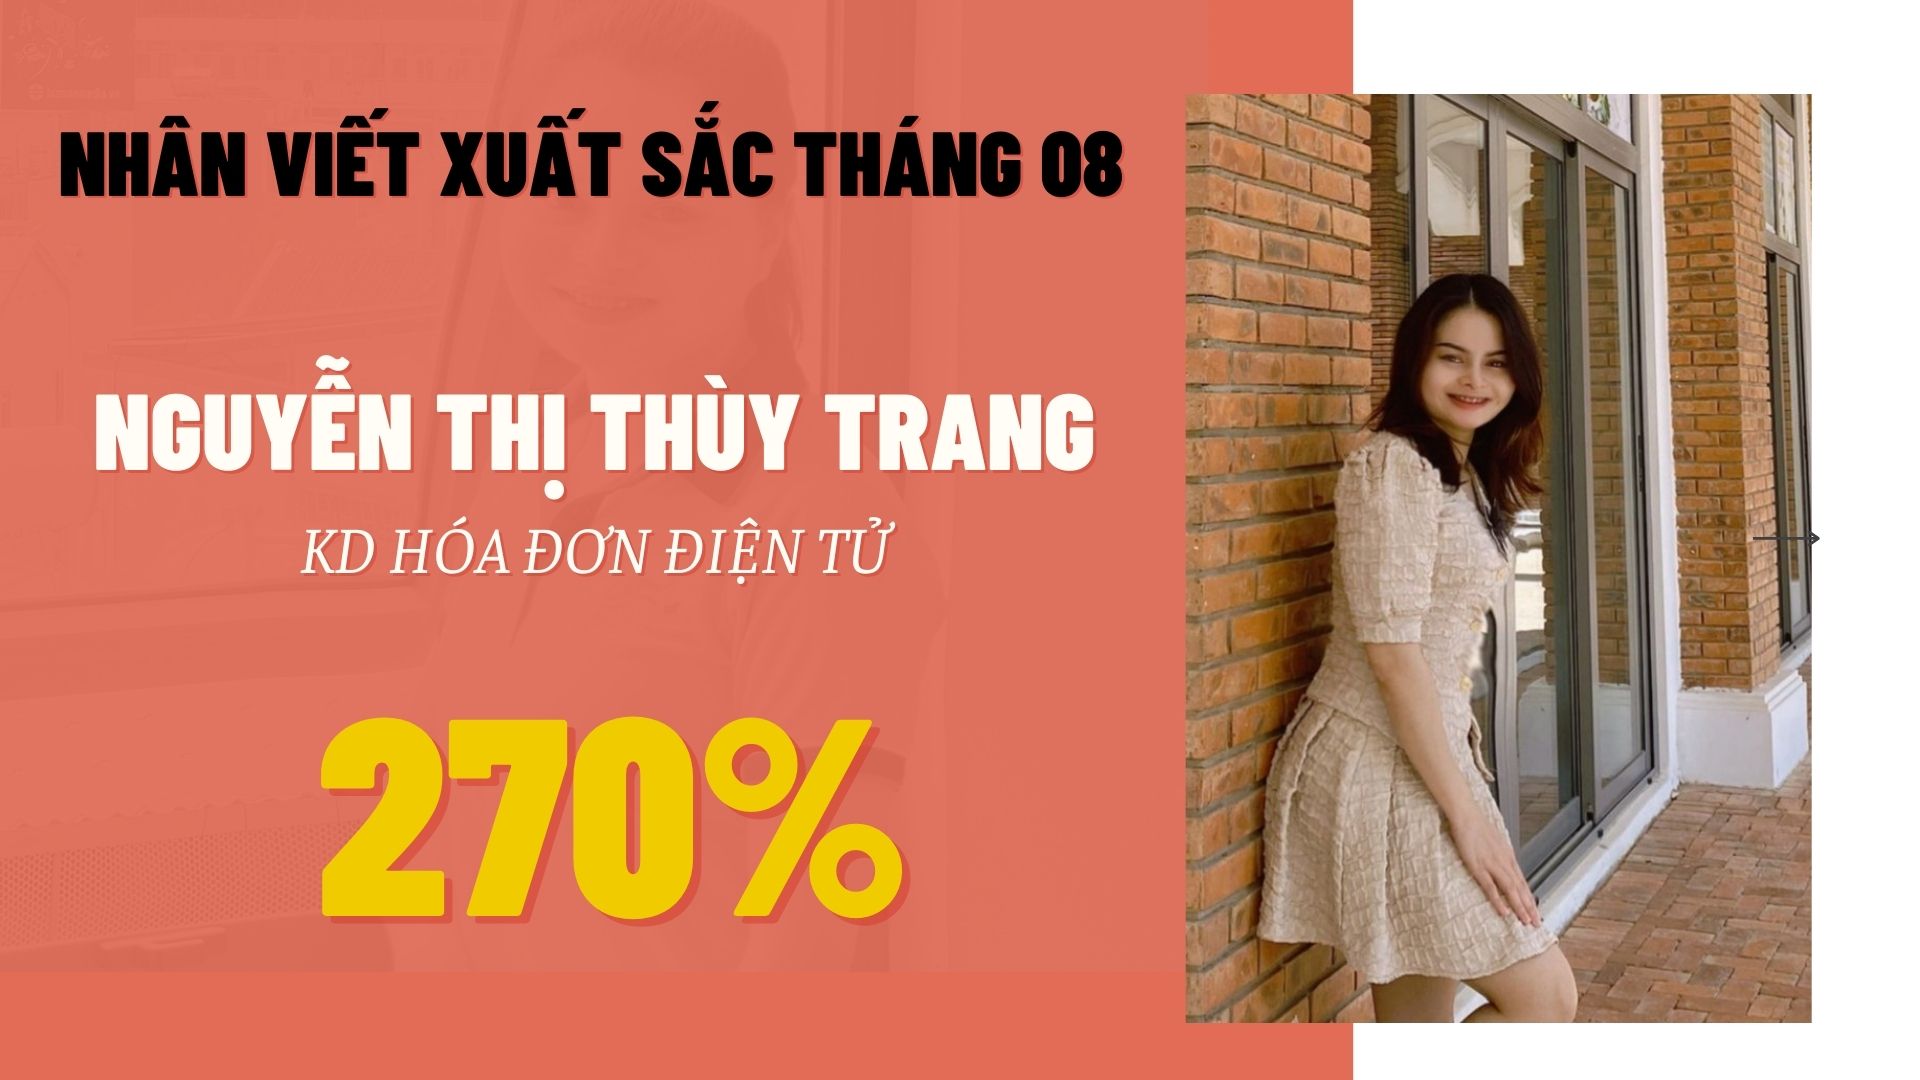 NHÂN VIẾT XUẤT SẮC THÁNG 08
NGUYỄN THỊ THÙY TRANG
KD HÓA ĐƠN ĐIỆN TỬ
270%